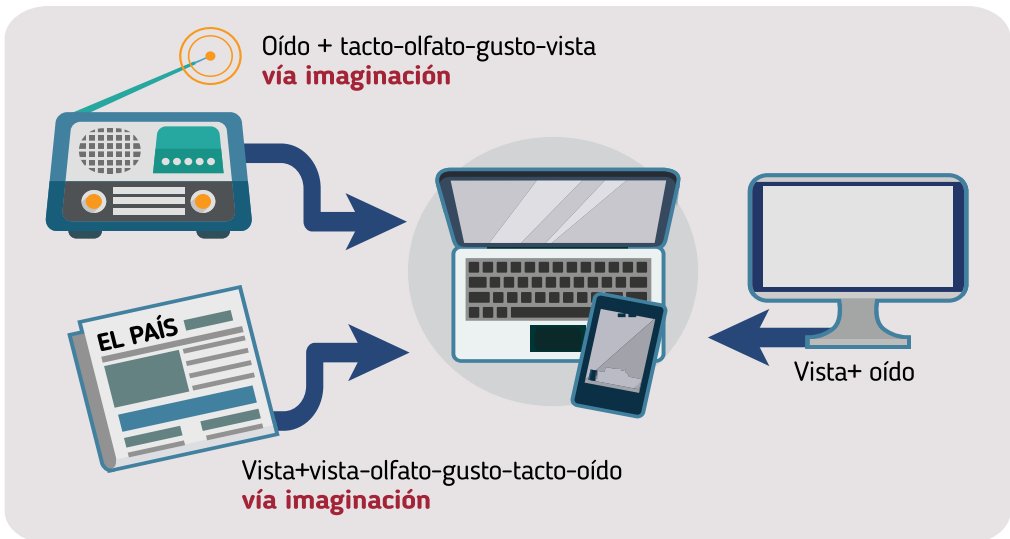 Oído + tacto-olfato-gusto-vista
vía imaginación
EL PAÍS
Vista+ oído
Vista+vista-olfato-gusto-tacto-oído
vía imaginación